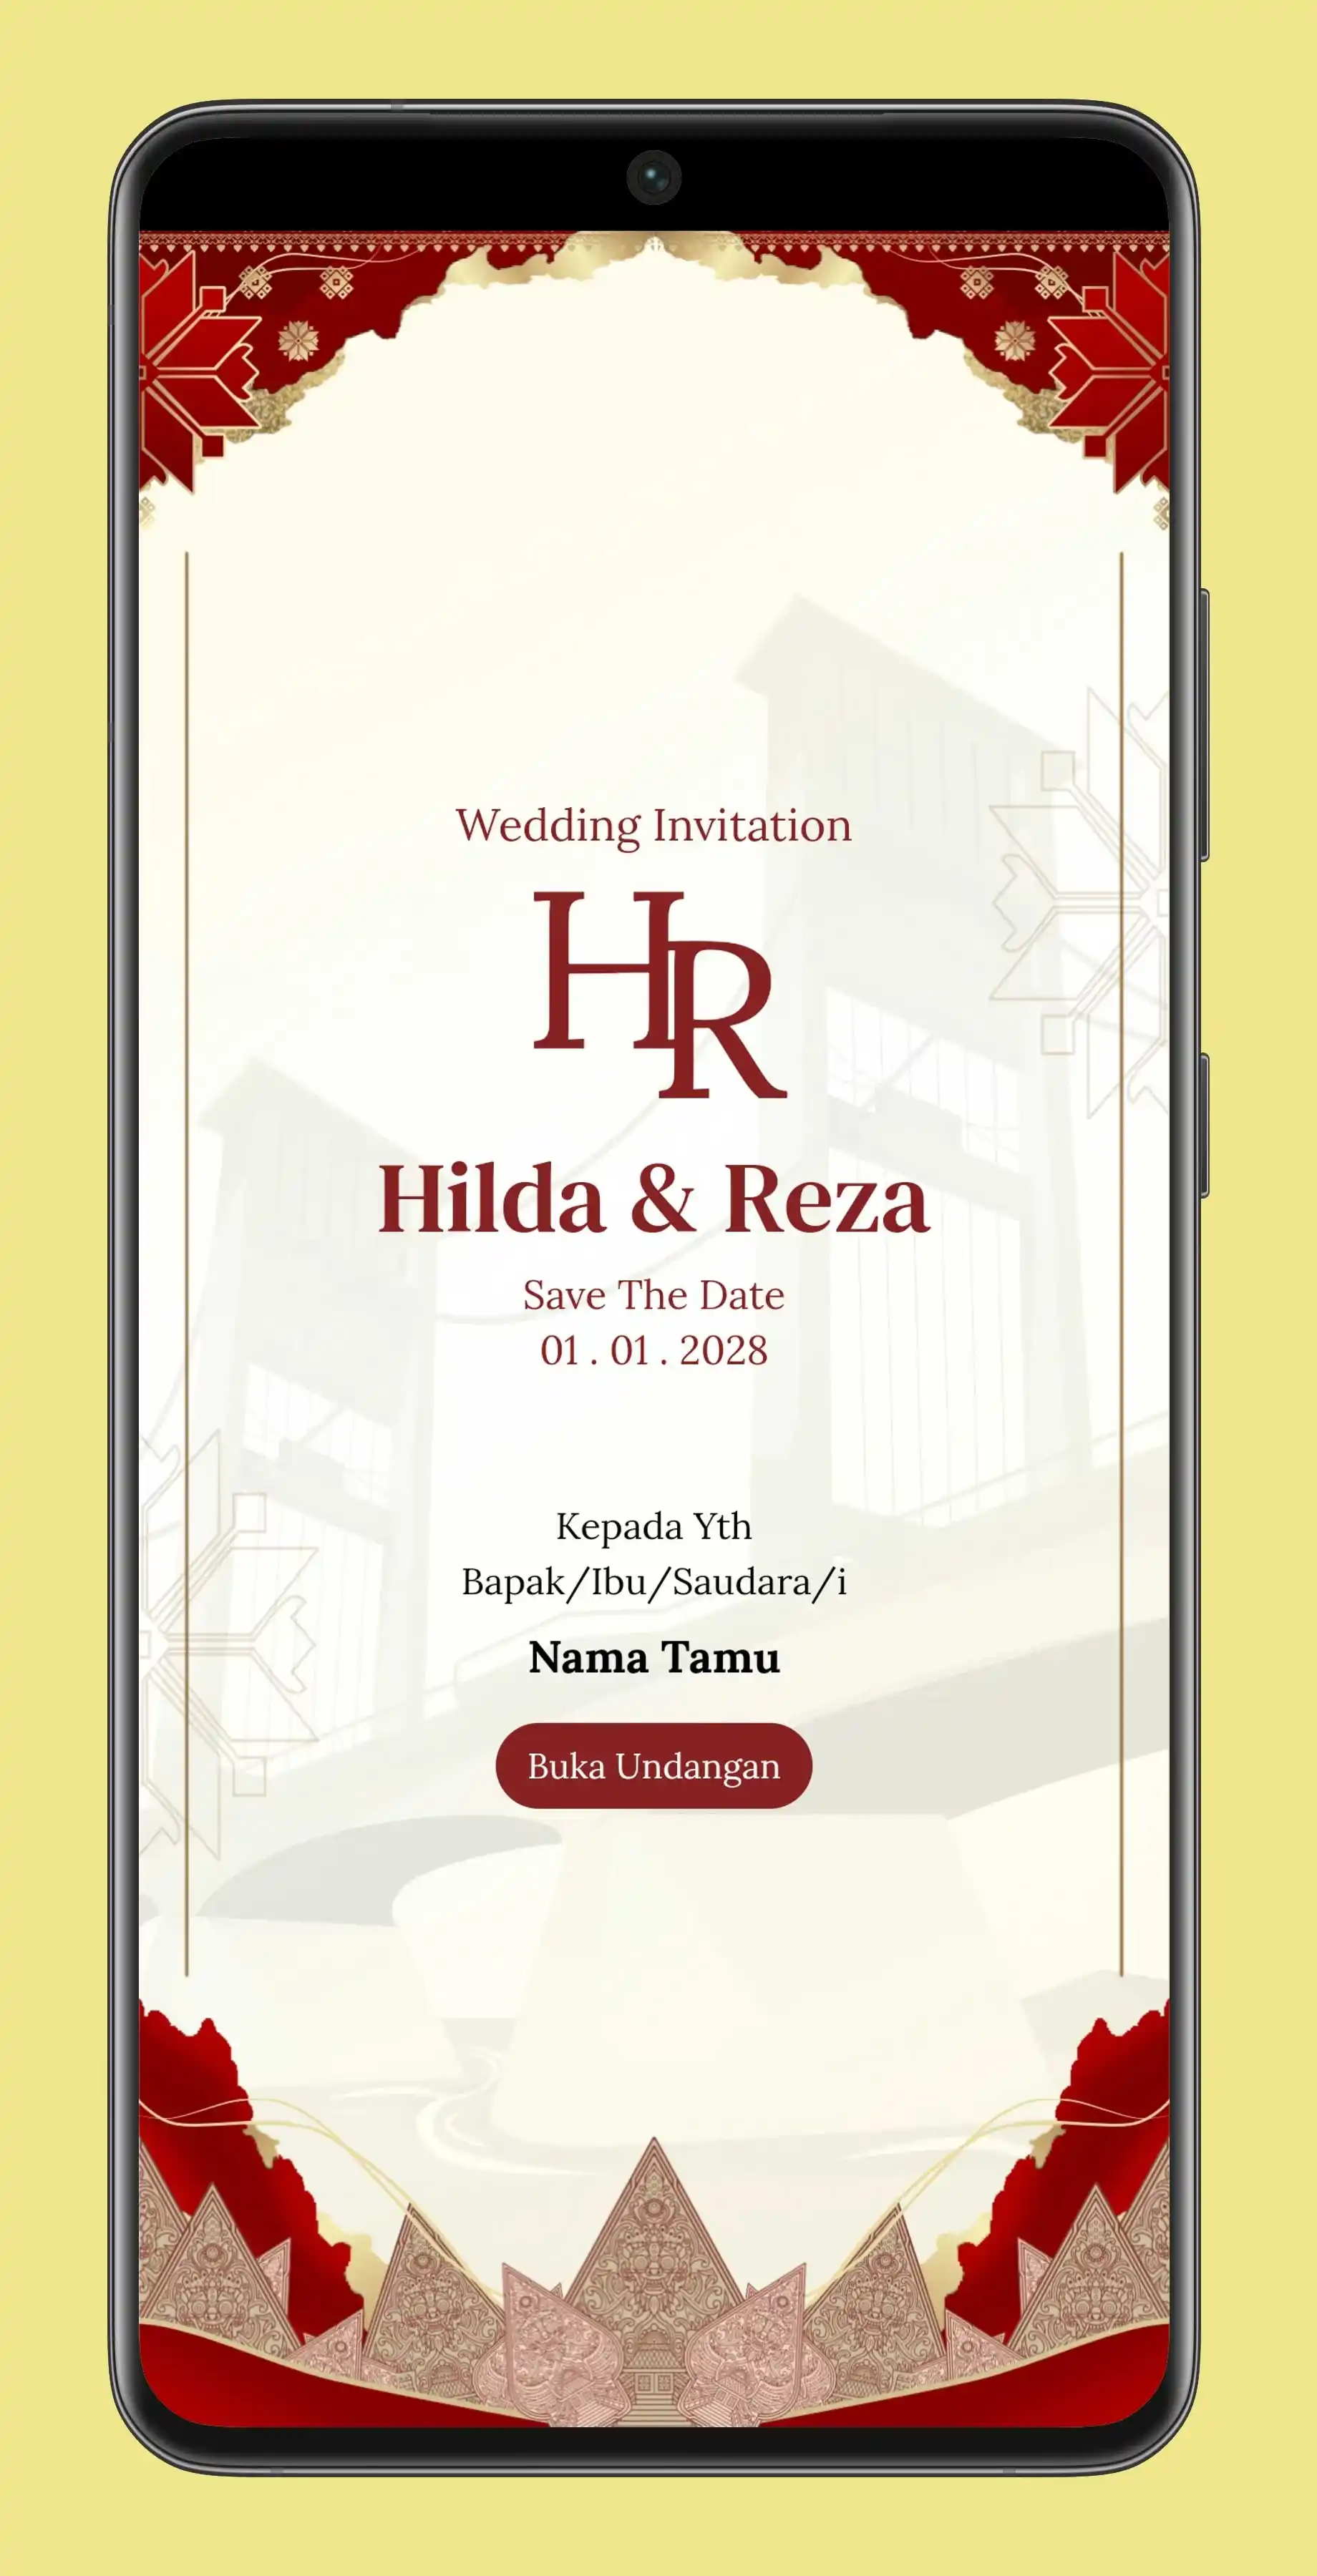 Wedding Invitation
HR
Hilda & Reza
Save The Date
01 . 01 . 2028
Kepada Yth
Bapak/Ibu/Saudara/i
Nama Tamu
Buka Undangan